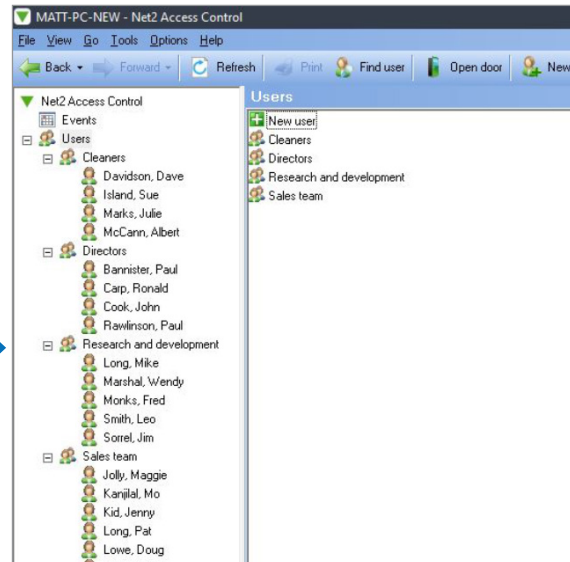 MATT-PC-NEW - Net2 Access Control
File View Go Tools Options Help
Back Forward Refresh Print Find user Open door New
Net2 Access Control
Events
Users
Cleaners
Davidson, Dave
Island, Sue
Marks, Julie
McCann, Albert
Directors
Bannister, Paul
Carp, Ronald
Cook, John
Rawlinson, Paul
Research and development
Long, Mike
Marshal, Wendy
Monks, Fred
Smith, Leo
Sorrel, Jim
Sales team
Jolly, Maggie
Kanjilal, Mo
Kid, Jenny
Long, Pat
Lowe, Doug
Users
New user
Cleaners
Directors
Research and development
Sales team